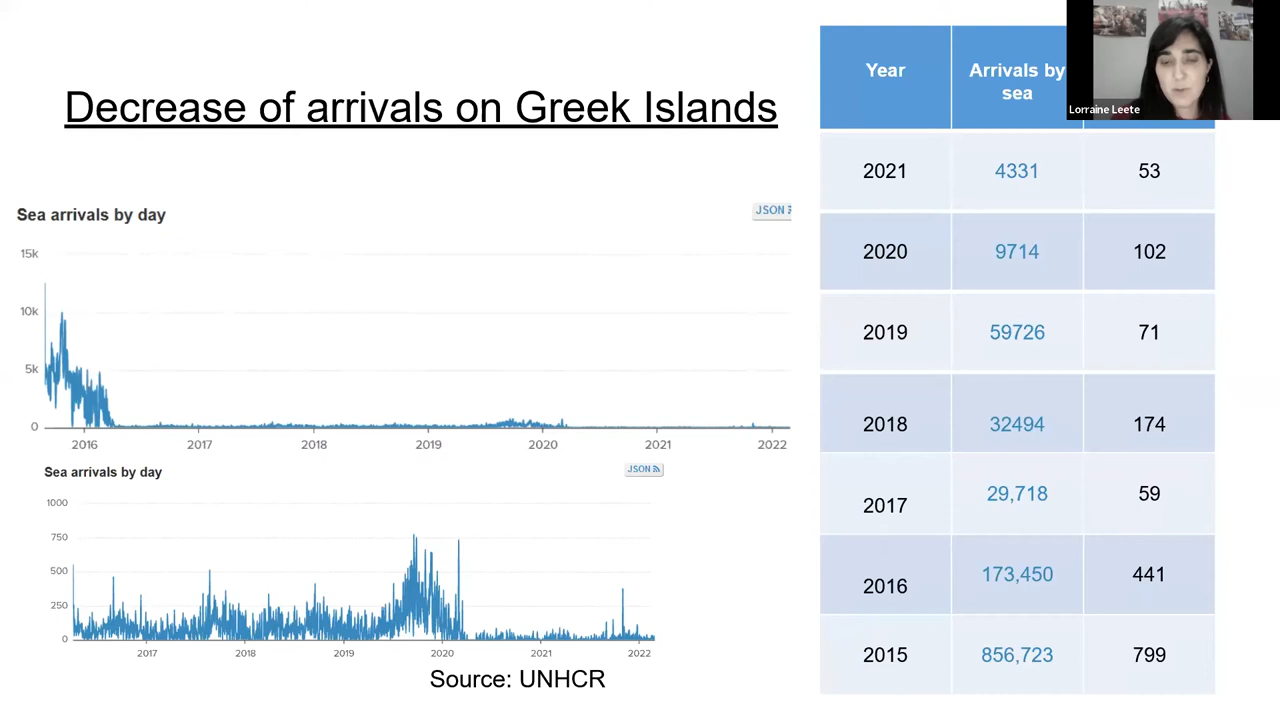 Decrease of arrivals on Greek Islands
Sea arrivals by day
JSON
15k
10k
5k
0
2016 2017 2018 2019 2020 2021 2022
Sea arrivals by day
JSON
1000
750
500
250
0
2017 2018 2019 2020 2021 2022
Source: UNHCR
Year Arrivals by
sea
2021 4331 53
2020 9714 102
2019 59726 71
2018 32494 174
2017 29,718 59
2016 173,450 441
2015 856,723 799
Lorraine Leete